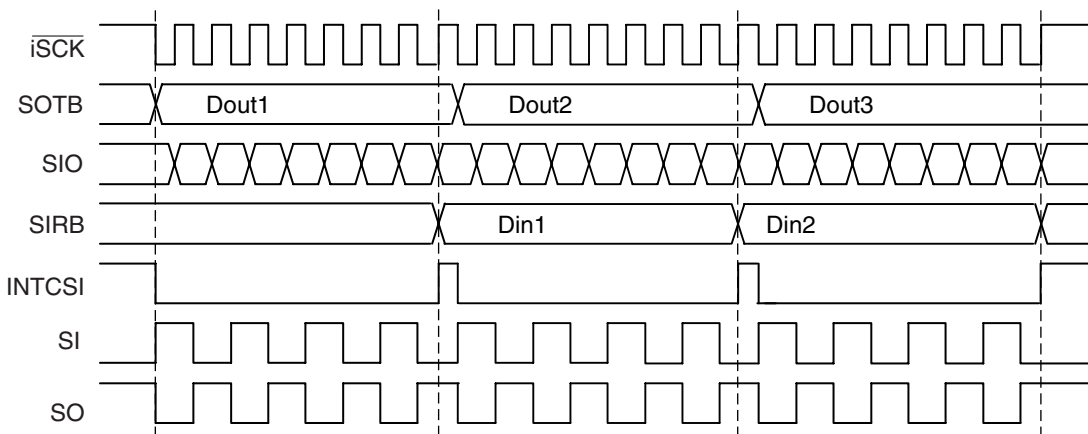 iSCK
SOTB Dout1 Dout2 Dout3
SIO
SIRB Din1 Din2
INTCSI
SI
SO